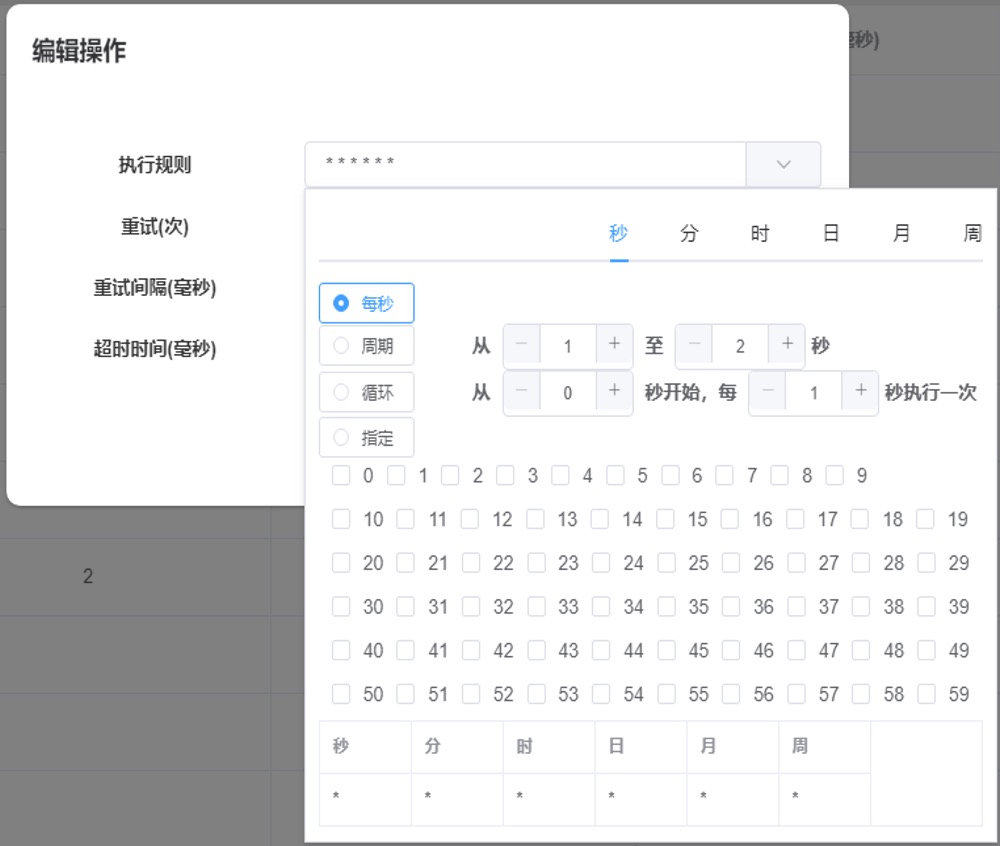 编辑操作
秒)
执行规则 * * * * * *
重试(次)
重试间隔(毫秒)
超时时间(毫秒)
秒 分 时 日 月 周
每秒
周期 从 − 1 + 至 − 2 + 秒
循环 从 − 0 + 秒开始，每 − 1 + 秒执行一次
指定
0 1 2 3 4 5 6 7 8 9
10 11 12 13 14 15 16 17 18 19
20 21 22 23 24 25 26 27 28 29
30 31 32 33 34 35 36 37 38 39
40 41 42 43 44 45 46 47 48 49
50 51 52 53 54 55 56 57 58 59
2
秒 分 时 日 月 周
* * * * * *